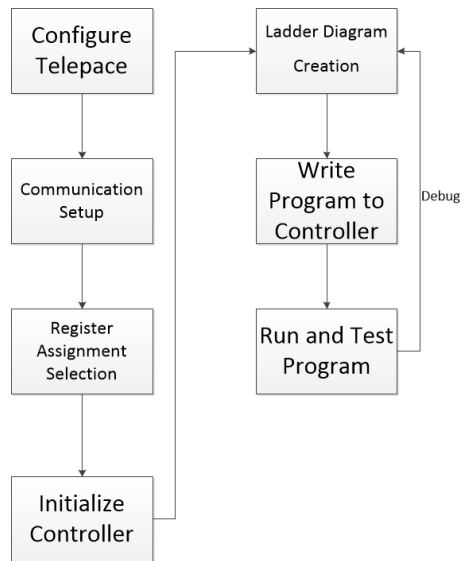 Configure
Telepace
Communication
Setup
Register
Assignment
Selection
Initialize
Controller
Ladder Diagram
Creation
Write
Program to
Controller
Run and Test
Program
Debug